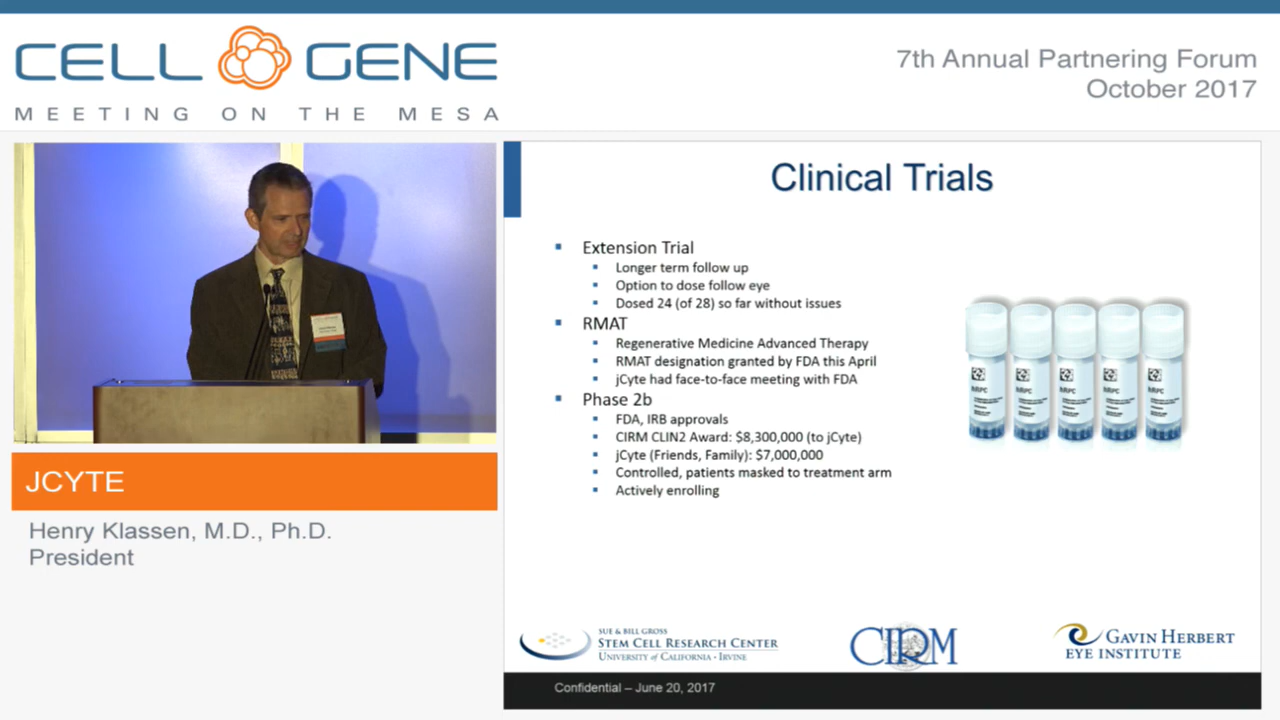 CELL GENE
MEETING ON THE MESA
7th Annual Partnering Forum
October 2017
JCYTE
Henry Klassen, M.D., Ph.D.
President
Clinical Trials
Extension Trial
Longer term follow up
Option to dose follow eye
Dosed 24 (of 28) so far without issues
RMAT
Regenerative Medicine Advanced Therapy
RMAT designation granted by FDA this April
jCyte had face-to-face meeting with FDA
Phase 2b
FDA, IRB approvals
CIRM CLIN2 Award: $8,300,000 (to jCyte)
jCyte (Friends, Family): $7,000,000
Controlled, patients masked to treatment arm
Actively enrolling
SUE & BILL GROSS
STEM CELL RESEARCH CENTER
UNIVERSITY OF CALIFORNIA · IRVINE
CIRM
GAVIN HERBERT
EYE INSTITUTE
Confidential – June 20, 2017